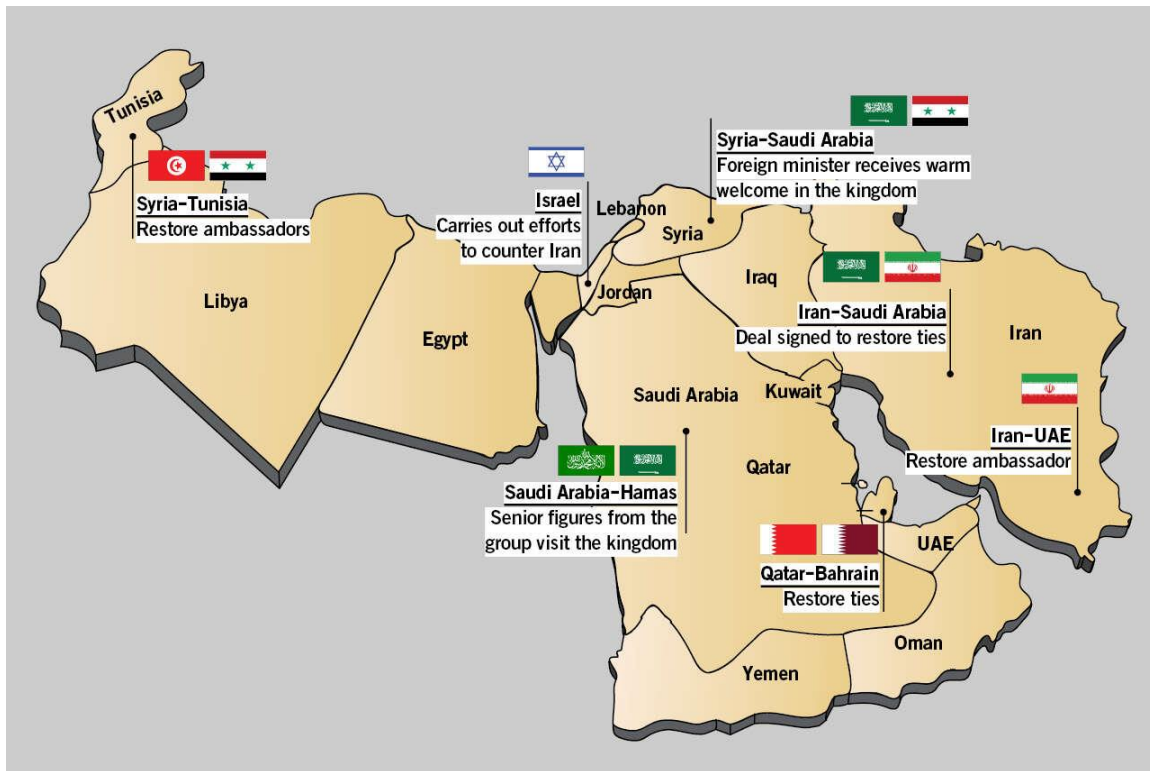 Tunisia
Syria–Tunisia
Restore ambassadors
Israel
Carries out efforts
to counter Iran
Syria–Saudi Arabia
Foreign minister receives warm
welcome in the kingdom
Lebanon
Syria
Iraq
Jordan
Libya
Egypt
Iran–Saudi Arabia
Deal signed to restore ties
Iran
Saudi Arabia
Kuwait
Iran–UAE
Restore ambassador
Qatar
Saudi Arabia-Hamas
Senior figures from the
group visit the kingdom
UAE
Qatar–Bahrain
Restore ties
Oman
Yemen